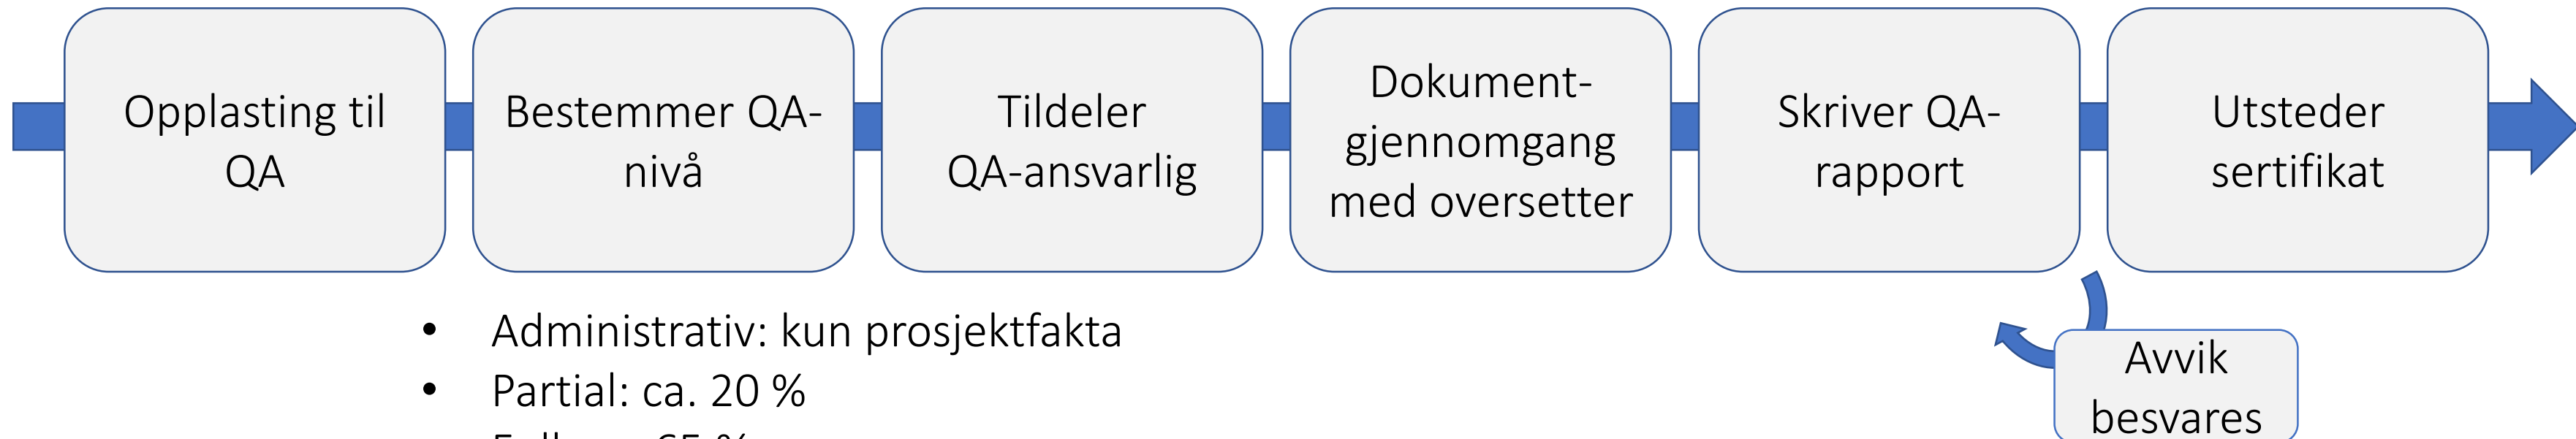 Opplasting til
QA
Bestemmer QA-
nivå
Tildeler
QA-ansvarlig
Dokument-
gjennomgang
med oversetter
Skriver QA-
rapport
Utsteder
sertifikat
• Administrativ: kun prosjektfakta
• Partial: ca. 20 %
Avvik
besvares